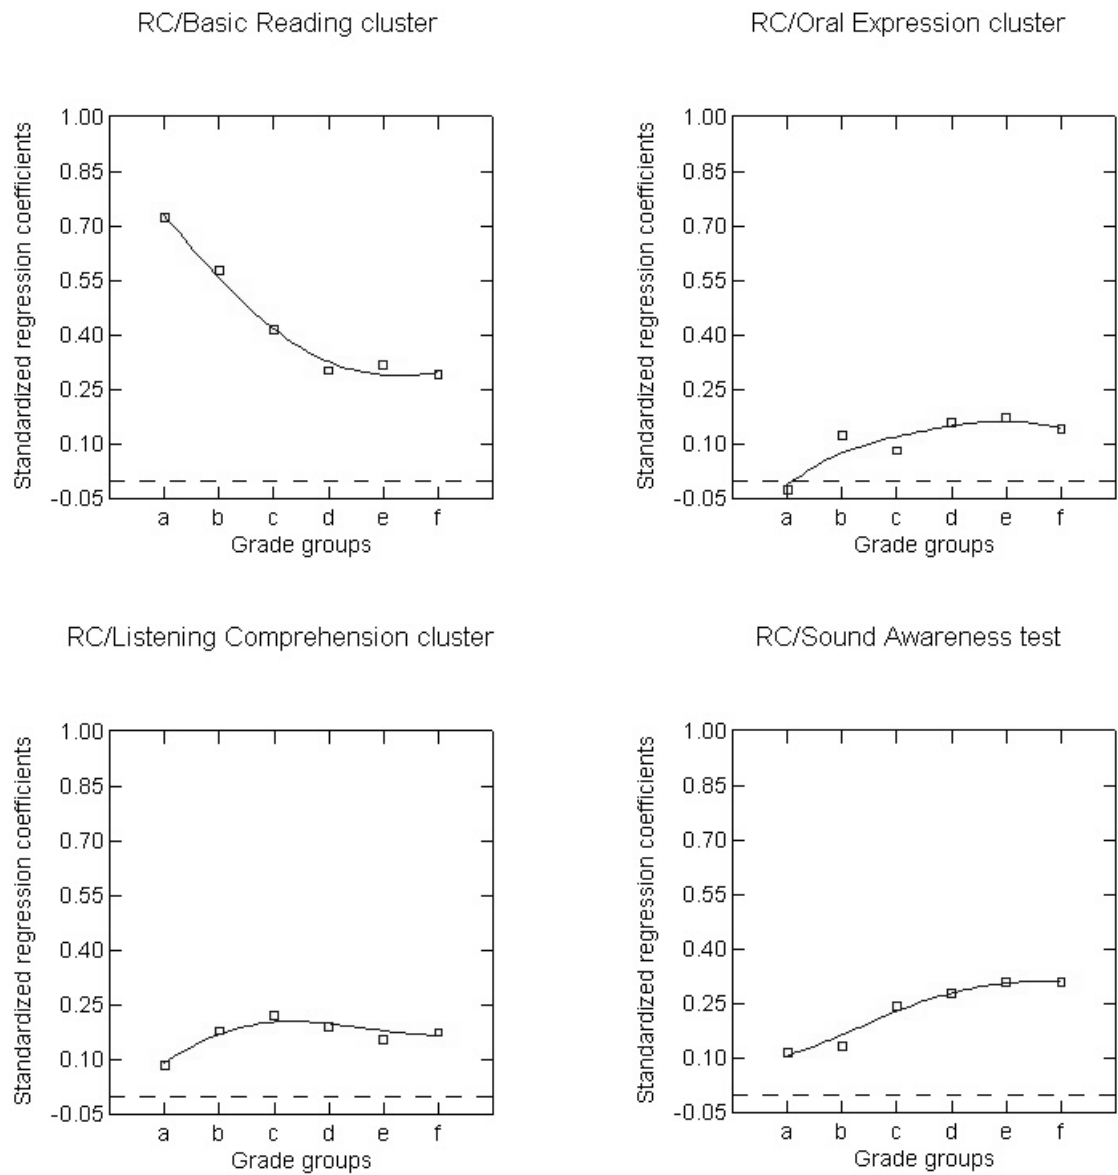 RC/Basic Reading cluster
Standardized regression coefficients
1.00
0.85
0.70
0.55
0.40
0.25
0.10
-0.05
a b c d e f
Grade groups
RC/Oral Expression cluster
Standardized regression coefficients
1.00
0.85
0.70
0.55
0.40
0.25
0.10
-0.05
a b c d e f
Grade groups
RC/Listening Comprehension cluster
Standardized regression coefficients
1.00
0.85
0.70
0.55
0.40
0.25
0.10
-0.05
a b c d e f
Grade groups
RC/Sound Awareness test
Standardized regression coefficients
1.00
0.85
0.70
0.55
0.40
0.25
0.10
-0.05
a b c d e f
Grade groups